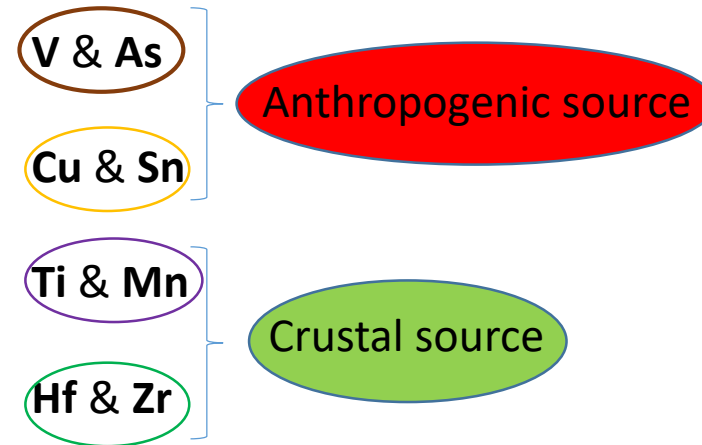 V & As
Anthropogenic source
Cu & Sn
Ti & Mn
Crustal source
Hf & Zr